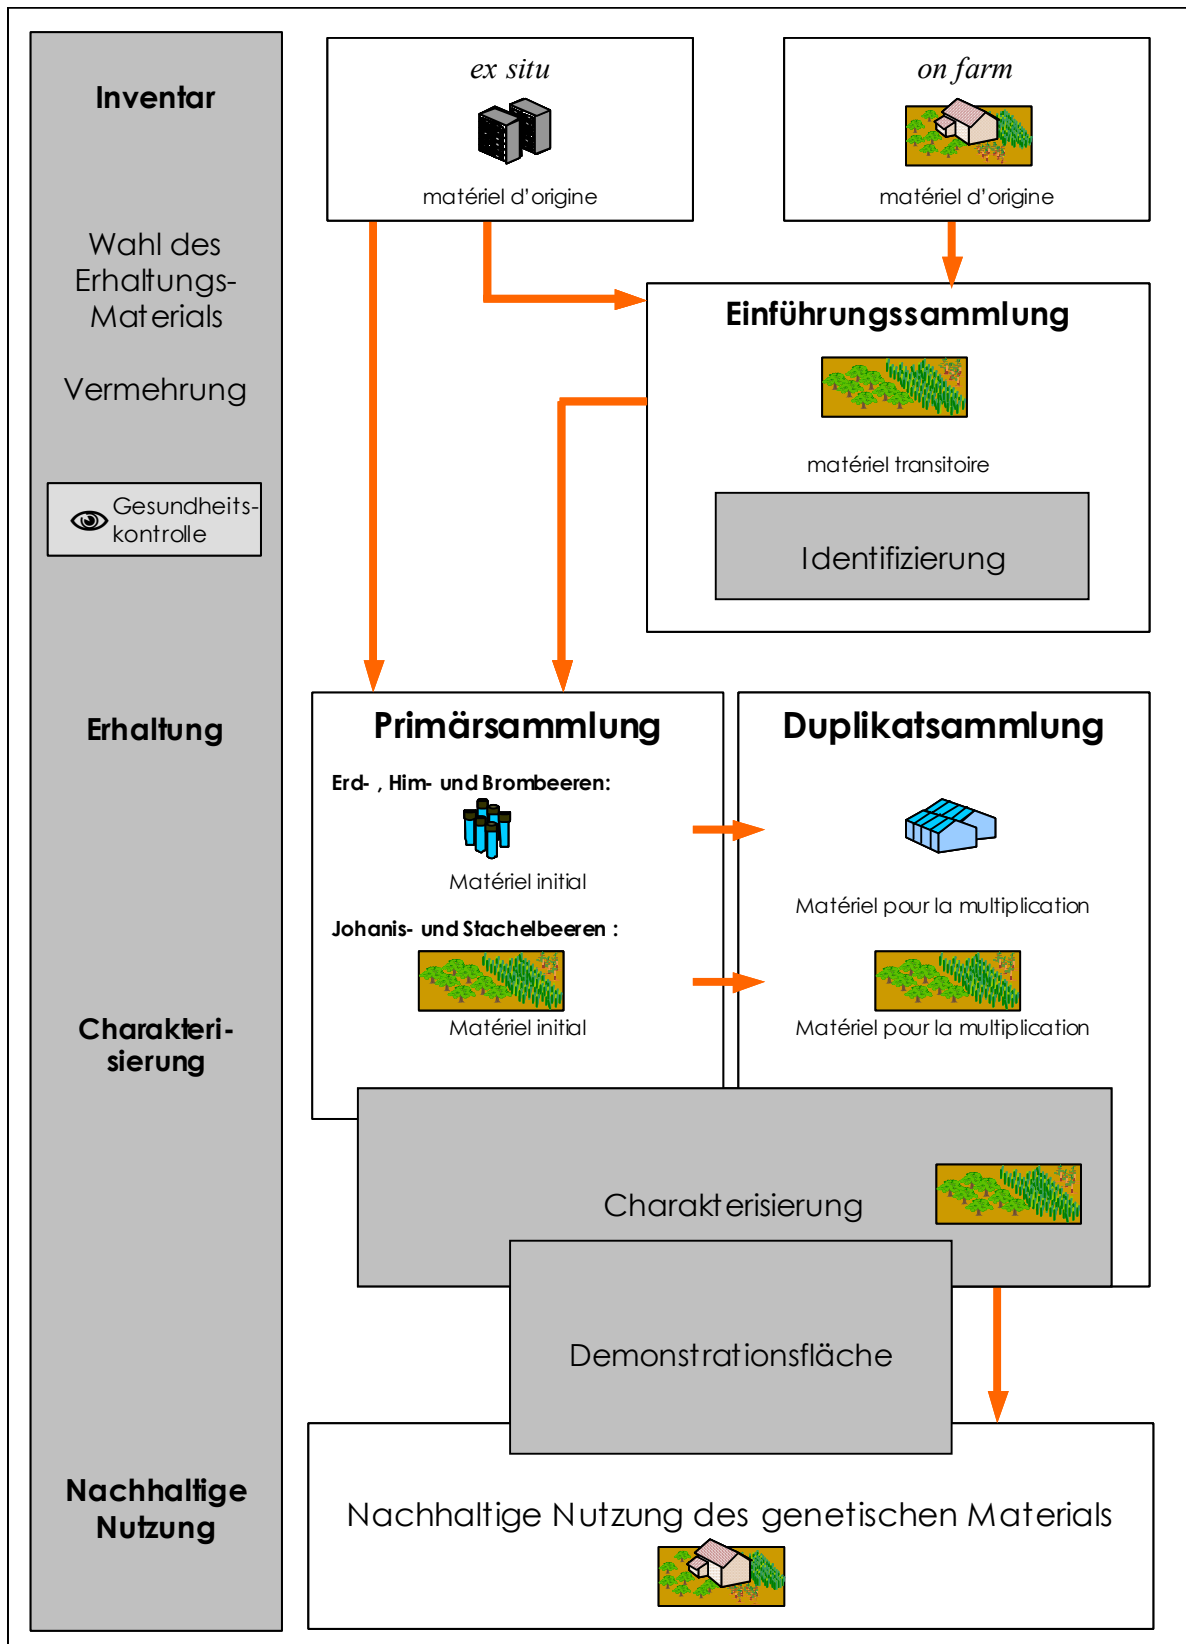 Inventar
Wahl des
Erhaltungs-
Materials
Vermehrung
Gesundheits-
kontrolle
Erhaltung
Charakteri-
sierung
Nachhaltige
Nutzung
ex situ
matériel d'origine
on farm
matériel d'origine
Einführungssammlung
matériel transitoire
Identifizierung
Primärsammlung
Erd- , Him- und Brombeeren:
Matériel initial
Johanis- und Stachelbeeren :
Matériel initial
Duplikatsammlung
Matériel pour la multiplication
Matériel pour la multiplication
Charakterisierung
Demonstrationsfläche
Nachhaltige Nutzung des genetischen Materials